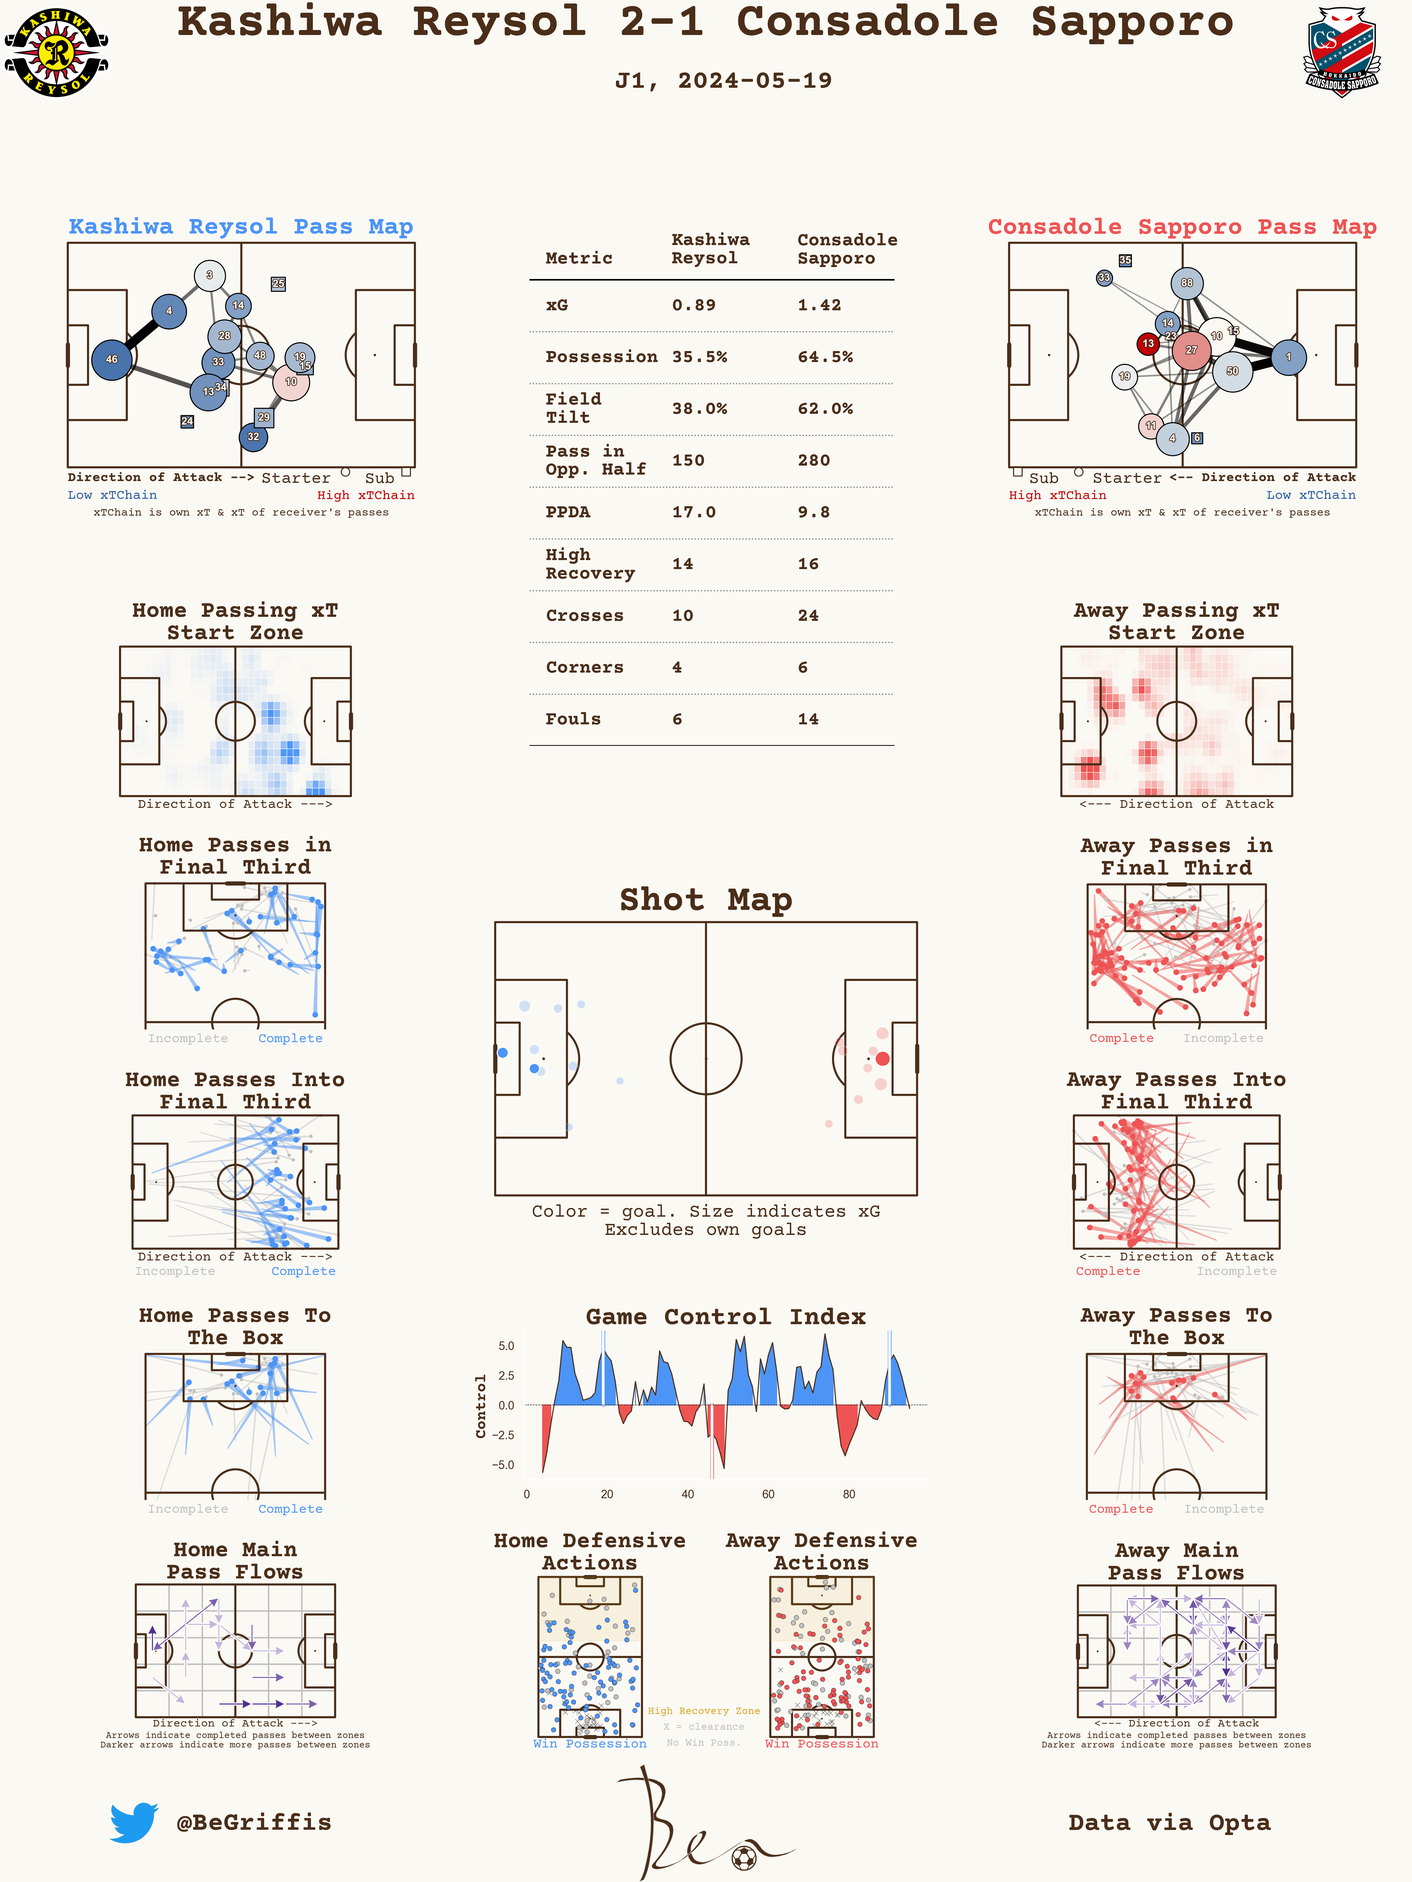 Kashiwa Reysol 2-1 Consadole Sapporo
J1, 2024-05-19
KASHIWA
R
REYSOL
CS
HOKKAIDO
CONSADOLE SAPPORO
Kashiwa Reysol Pass Map
3
25
4
14
28
46
33
48
19
15
13
34
10
24
29
32
Direction of Attack --> Starter Sub
Low xTChain High xTChain
xTChain is own xT & xT of receiver's passes
Metric Kashiwa Reysol Consadole Sapporo
xG 0.89 1.42
Possession 35.5% 64.5%
Field Tilt 38.0% 62.0%
Pass in Opp. Half 150 280
PPDA 17.0 9.8
High Recovery 14 16
Crosses 10 24
Corners 4 6
Fouls 6 14
Consadole Sapporo Pass Map
35
33
88
14
23
10
15
13
27
1
19
50
11
4
6
Sub Starter <-- Direction of Attack
High xTChain Low xTChain
xTChain is own xT & xT of receiver's passes
Home Passing xT
Start Zone
Direction of Attack --->
Away Passing xT
Start Zone
<--- Direction of Attack
Home Passes in
Final Third
Incomplete Complete
Away Passes in
Final Third
Complete Incomplete
Shot Map
Color = goal. Size indicates xG
Excludes own goals
Home Passes Into
Final Third
Direction of Attack --->
Incomplete Complete
Away Passes Into
Final Third
<--- Direction of Attack
Complete Incomplete
Home Passes To
The Box
Incomplete Complete
Game Control Index
Control
5.0
2.5
0.0
−2.5
−5.0
0 20 40 60 80
Away Passes To
The Box
Complete Incomplete
Home Main
Pass Flows
Direction of Attack --->
Arrows indicate completed passes between zones
Darker arrows indicate more passes between zones
Home Defensive
Actions
Win Possession
Away Defensive
Actions
Win Possession
High Recovery Zone
X = clearance
No Win Poss.
Away Main
Pass Flows
<--- Direction of Attack
Arrows indicate completed passes between zones
Darker arrows indicate more passes between zones
@BeGriffis
Ben
Data via Opta